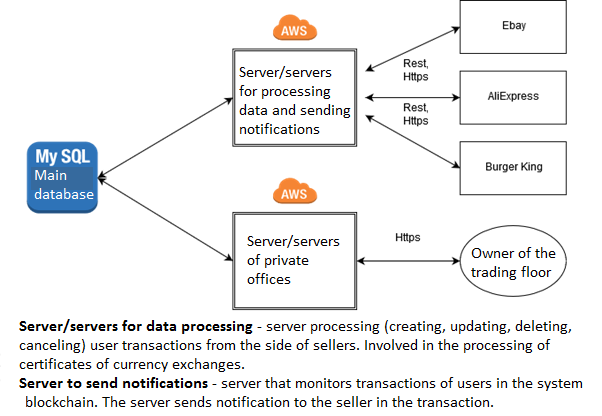 AWS
Ebay
Server/servers
for processing
data and sending
notifications
Rest,
Https
AliExpress
Rest,
Https
My SQL
Main
database
Burger King
AWS
Server/servers
of private
offices
Https
Owner of the
trading floor
Server/servers for data processing - server processing (creating, updating, deleting,
canceling) user transactions from the side of sellers. Involved in the processing of
certificates of currency exchanges.
Server to send notifications - server that monitors transactions of users in the system
blockchain. The server sends notification to the seller in the transaction.